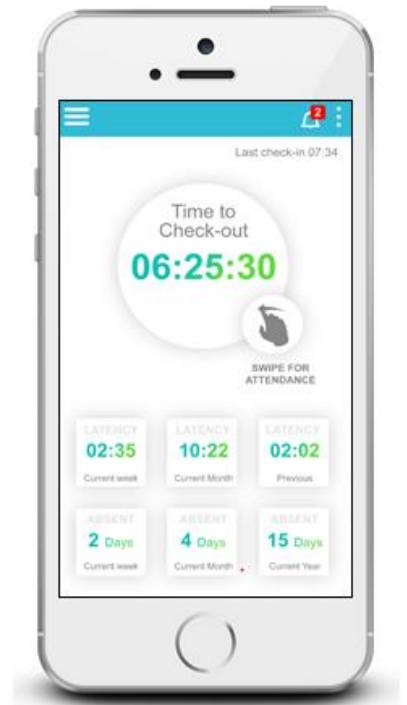 2
Last check-in 07:34
Time to
Check-out
06:25:30
SWIPE FOR
ATTENDANCE
LATENCY
02:35
Current week
LATENCY
10:22
Current Month
LATENCY
02:02
Previous
ABSENT
2 Days
Current week
ABSENT
4 Days
Current Month
ABSENT
15 Days
Current Year